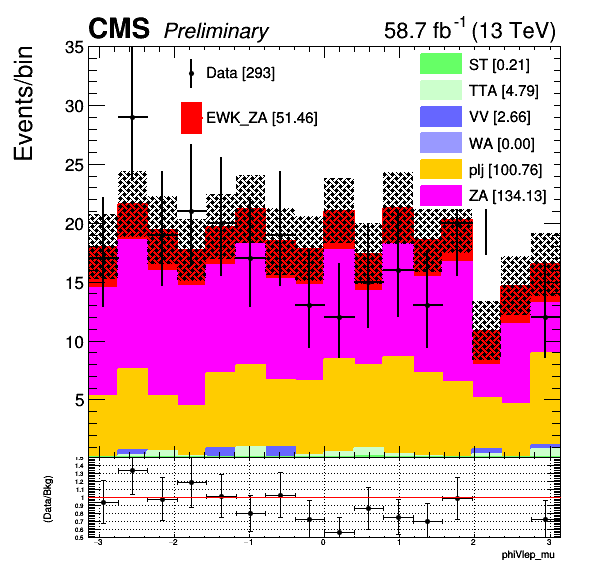 CMS Preliminary 58.7 fb⁻¹ (13 TeV)
Events/bin
35
30
25
20
15
10
5
Data [293]
EWK_ZA [51.46]
ST [0.21]
TTA [4.79]
VV [2.66]
WA [0.00]
plj [100.76]
ZA [134.13]
(Data/Bkg)
1.5
1.4
1.3
1.2
1.1
1
0.9
0.8
0.7
0.6
0.5
−3 −2 −1 0 1 2 3
phiVlep_mu